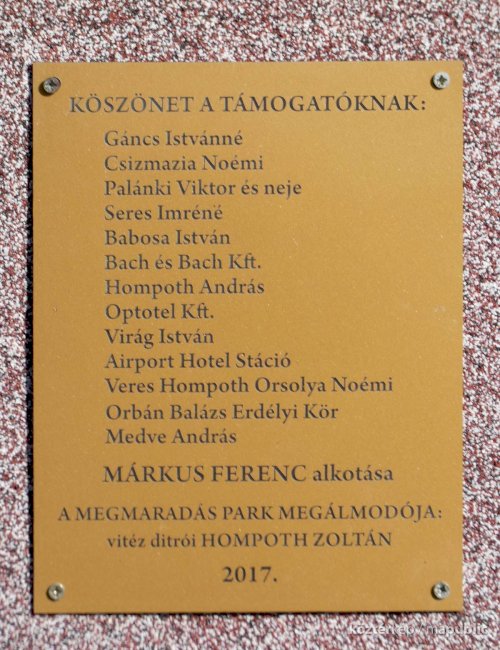 KÖSZÖNET A TÁMOGATÓKNAK:
Gáncs Istvánné
Csizmazia Noémi
Palánki Viktor és neje
Seres Imréné
Babosa István
Bach és Bach Kft.
Hompoth András
Optotel Kft.
Virág István
Airport Hotel Stáció
Veres Hompoth Orsolya Noémi
Orbán Balázs Erdélyi Kör
Medve András
MÁRKUS FERENC alkotása
A MEGMARADÁS PARK MEGÁLMODÓJA:
vitéz ditrói HOMPOTH ZOLTÁN
2017.